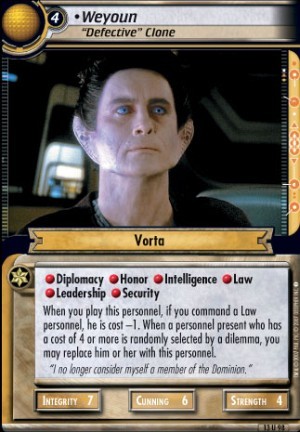 4
•Weyoun
"Defective" Clone
Vorta
Diplomacy Honor Intelligence Law
Leadership Security
When you play this personnel, if you command a Law
personnel, he is cost –1. When a personnel present who has
a cost of 4 or more is randomly selected by a dilemma, you
may replace him or her with this personnel.
"I no longer consider myself a member of the Dominion."
INTEGRITY 7 CUNNING 6 STRENGTH 4
13 U 98